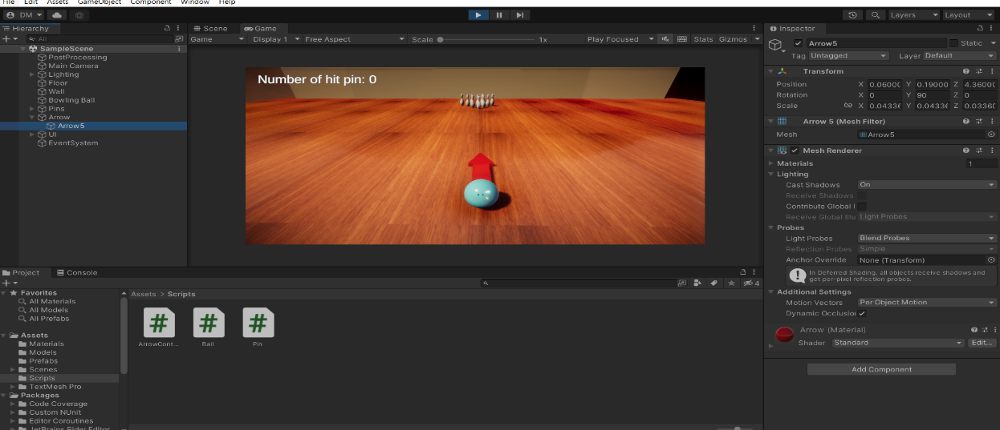 File Edit Assets GameObject Component Window Help
DM Layers Layout
Hierarchy
All
SampleScene
PostProcessing
Main Camera
Lighting
Floor
Wall
Bowling Ball
Pins
Arrow
Arrow5
UI
EventSystem
Scene Game
Game Display 1 Free Aspect Scale 1x Play Focused Stats Gizmos
Number of hit pin: 0
Project Console
4
Favorites
All Materials
All Models
All Prefabs
Assets
Materials
Models
Prefabs
Scenes
Scripts
TextMesh Pro
Packages
Code Coverage
Custom NUnit
Editor Coroutines
JetBrains Rider Editor
Assets > Scripts
ArrowCont... Ball Pin
Inspector
Arrow5 Static
Tag Untagged Layer Default
Transform
Position X 0.0600( Y 0.1900( Z 4.3600(
Rotation X 0 Y 90 Z 0
Scale X 0.0433( Y 0.0433( Z 0.0336(
Arrow 5 (Mesh Filter)
Mesh Arrow5
Mesh Renderer
Materials 1
Lighting
Cast Shadows On
Receive Shadows
Contribute Global I
Receive Global Illu Light Probes
Probes
Light Probes Blend Probes
Reflection Probes Simple
Anchor Override None (Transform)
In Deferred Shading, all objects receive shadows and
get per-pixel reflection probes.
Additional Settings
Motion Vectors Per Object Motion
Dynamic Occlusion
Arrow (Material)
Shader Standard Edit...
Add Component